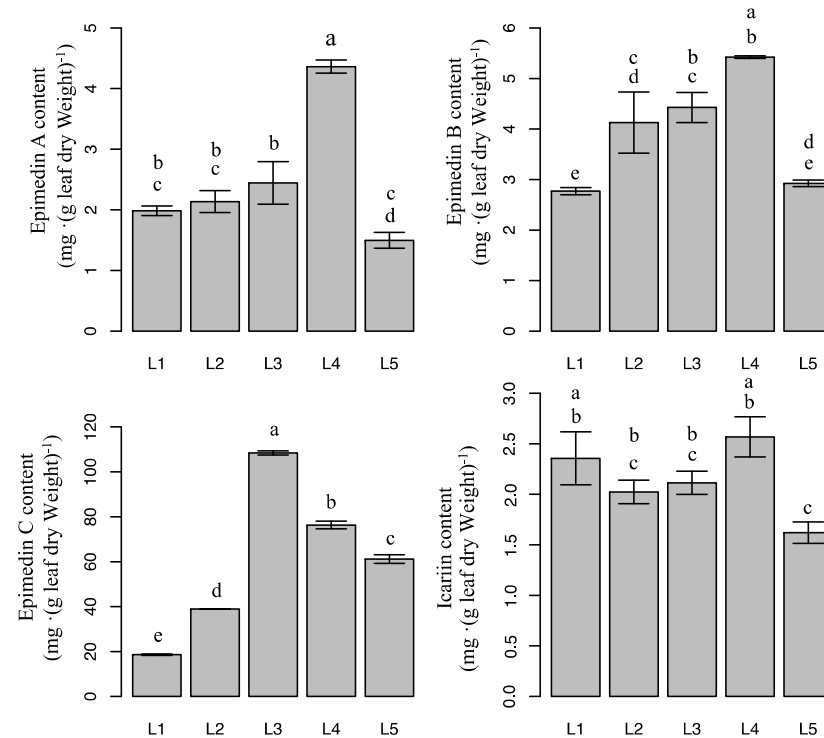 Epimedin A content
(mg ·(g leaf dry Weight)-1)
5
4
3
2
1
0
b
c
b
c
b
a
c
d
L1 L2 L3 L4 L5
Epimedin B content
(mg ·(g leaf dry Weight)-1)
6
5
4
3
2
1
0
e
c
d
b
c
a
b
d
e
L1 L2 L3 L4 L5
Epimedin C content
(mg ·(g leaf dry Weight)-1)
120
100
80
60
40
20
0
e
d
a
b
c
L1 L2 L3 L4 L5
Icariin content
(mg ·(g leaf dry Weight)-1)
3.0
2.5
2.0
1.5
1.0
0.5
0.0
a
b
b
c
b
c
a
b
c
L1 L2 L3 L4 L5